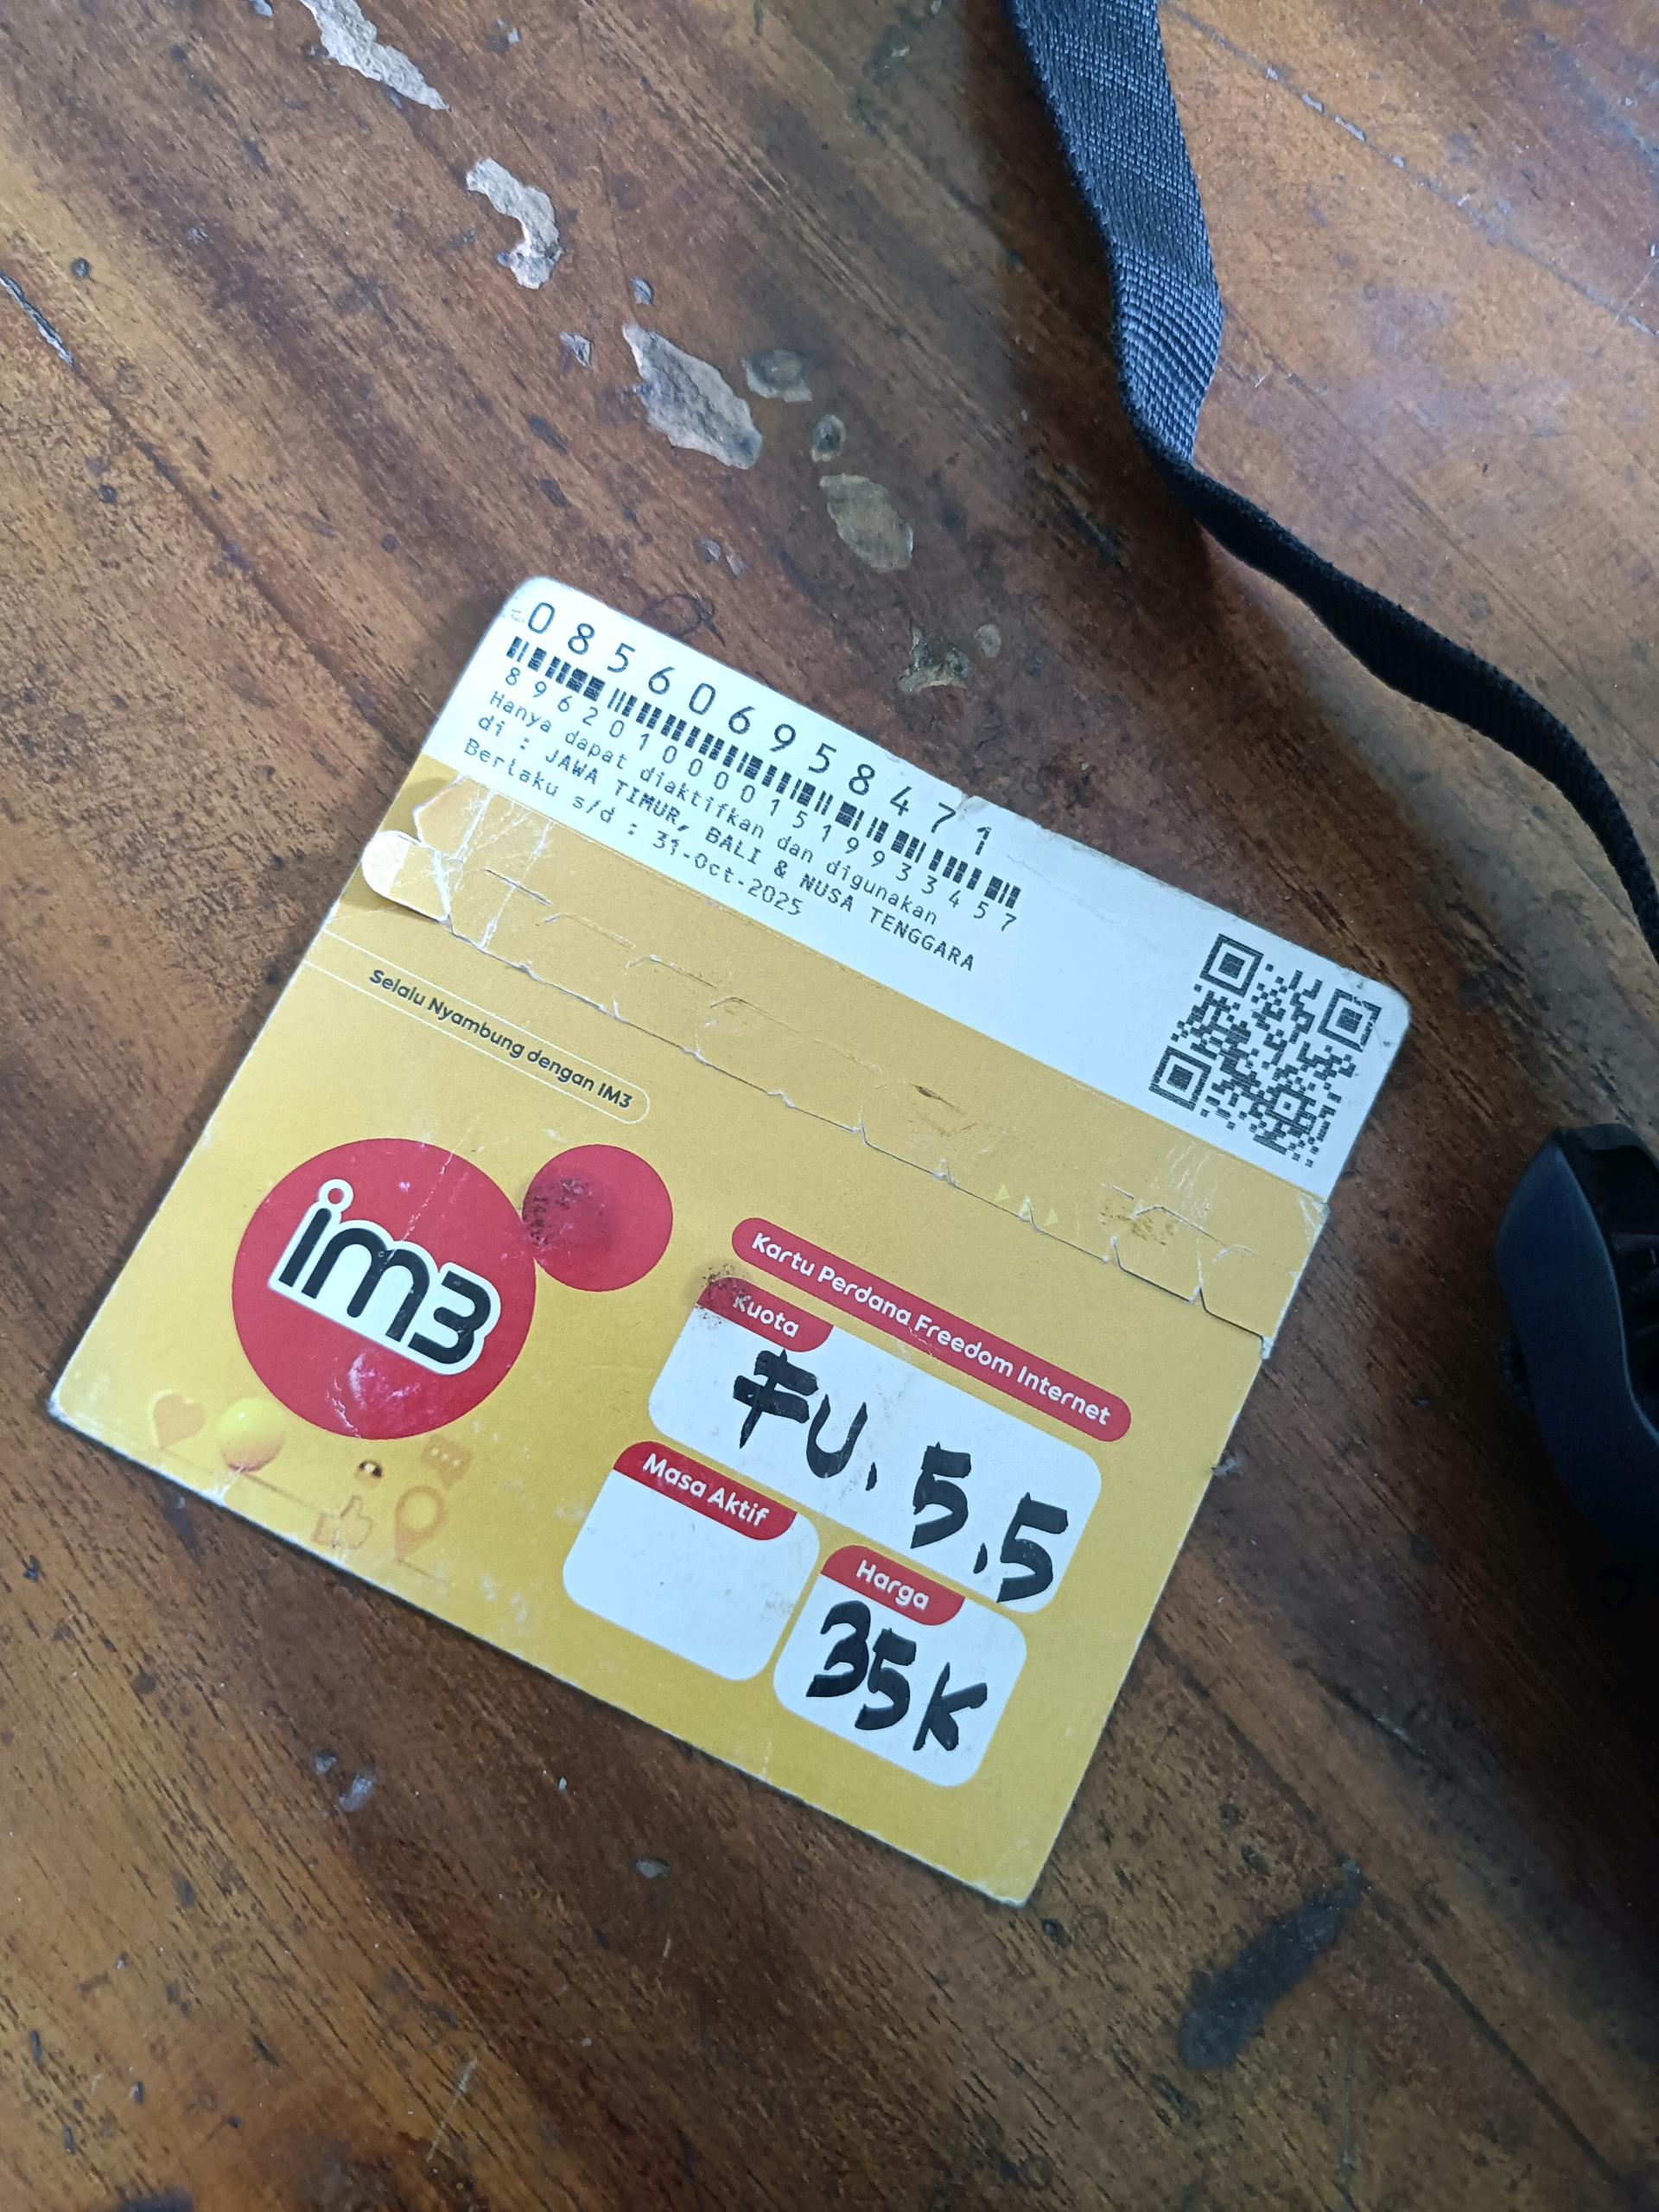 085606958471
89620100001519933457
Hanya dapat diaktifkan dan digunakan
di : JAWA TIMUR, BALI & NUSA TENGGARA
Berlaku s/d : 31-Oct-2025
Selalu Nyambung dengan IM3
im3
Kartu Perdana Freedom Internet
Kuota
FU. 5.5
Masa Aktif
Harga
35K